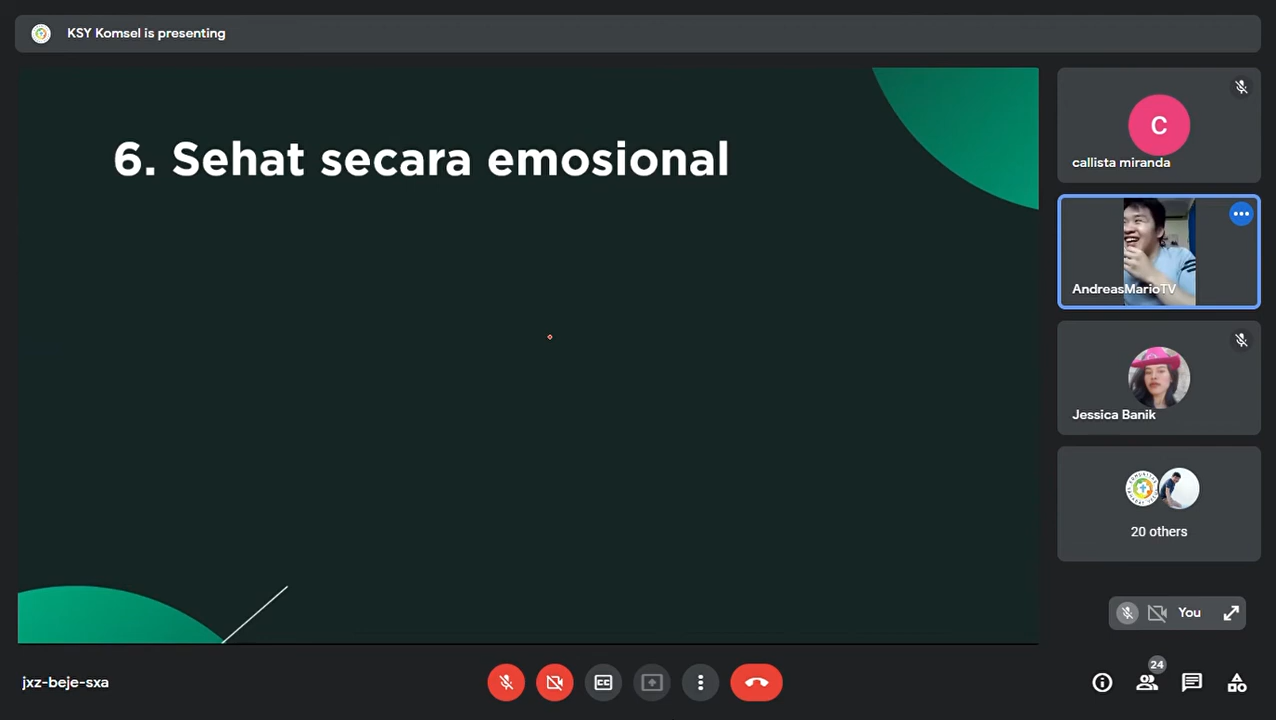 KSY Komsel is presenting
6. Sehat secara emosional
C
callista miranda
AndreasMarioTV
Jessica Banik
20 others
You
jxz-beje-sxa
CC
24